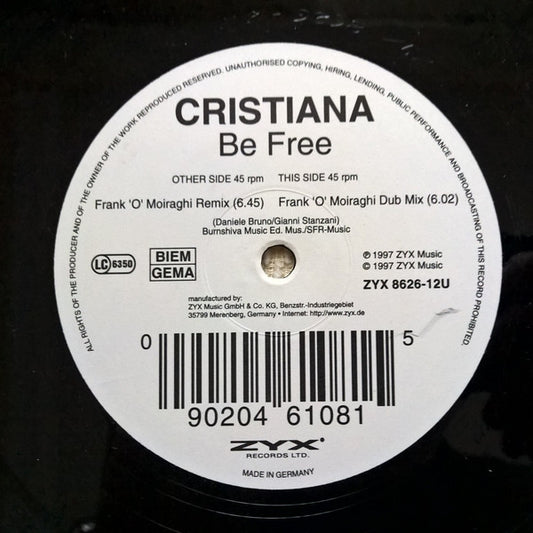 ALL RIGHTS OF THE PRODUCER AND OF THE OWNER OF THE WORK REPRODUCED RESERVED. UNAUTHORISED COPYING, HIRING, LENDING, PUBLIC PERFORMANCE AND BROADCASTING OF THIS RECORD PROHIBITED.
CRISTIANA
Be Free
OTHER SIDE 45 rpm THIS SIDE 45 rpm
Frank 'O' Moiraghi Remix (6.45) Frank 'O' Moiraghi Dub Mix (6.02)
(Daniele Bruno/Gianni Stanzani)
Burnshiva Music Ed. Mus./SFR-Music
LC 6350
BIEM
GEMA
℗ 1997 ZYX Music
© 1997 ZYX Music
ZYX 8626-12U
manufactured by:
ZYX Music GmbH & Co. KG, Benzstr.-Industriegebiet
35799 Merenberg, Germany • Internet: http://www.zyx.de
0 90204 61081 5
ZYX®
RECORDS LTD.
MADE IN GERMANY